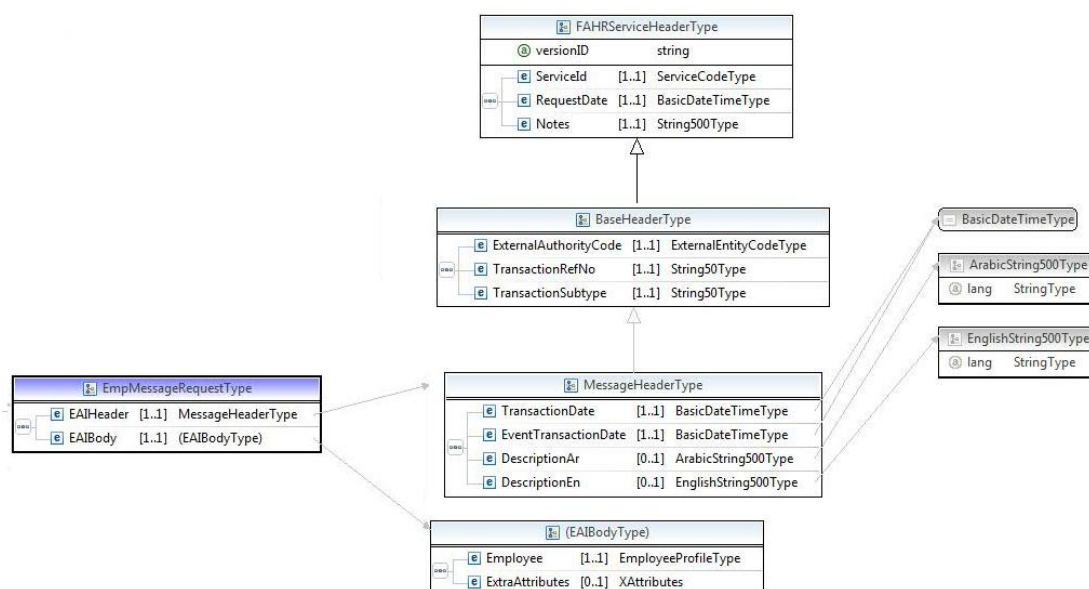 FAHRServiceHeaderType
versionID string
ServiceId [1..1] ServiceCodeType
RequestDate [1..1] BasicDateTimeType
Notes [1..1] String500Type
BaseHeaderType
ExternalAuthorityCode [1..1] ExternalEntityCodeType
TransactionRefNo [1..1] String50Type
TransactionSubtype [1..1] String50Type
BasicDateTimeType
ArabicString500Type
lang StringType
EnglishString500Type
lang StringType
EmpMessageRequestType
EAIHeader [1..1] MessageHeaderType
EAIBody [1..1] (EAIBodyType)
MessageHeaderType
TransactionDate [1..1] BasicDateTimeType
EventTransactionDate [1..1] BasicDateTimeType
DescriptionAr [0..1] ArabicString500Type
DescriptionEn [0..1] EnglishString500Type
(EAIBodyType)
Employee [1..1] EmployeeProfileType
ExtraAttributes [0..1] XAttributes